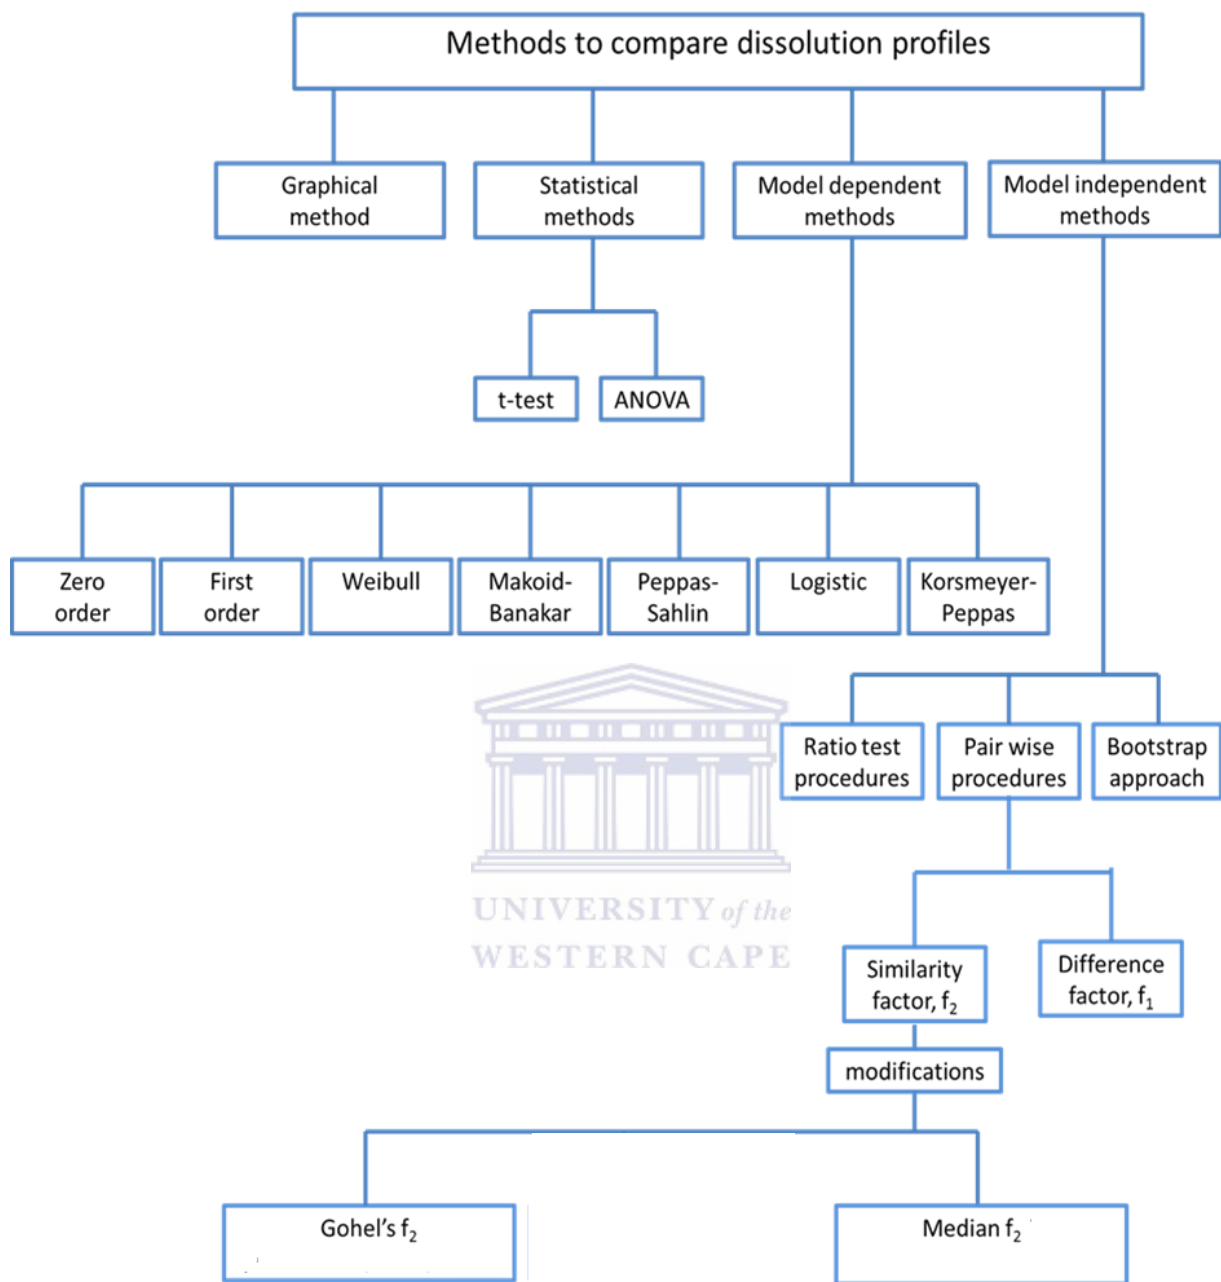 Methods to compare dissolution profiles
Graphical
method
Statistical
methods
Model dependent
methods
Model independent
methods
t-test
ANOVA
Zero
order
First
order
Weibull
Makoid-
Banakar
Peppas-
Sahlin
Logistic
Korsmeyer-
Peppas
Ratio test
procedures
Pair wise
procedures
Bootstrap
approach
UNIVERSITY of the
WESTERN CAPE
Similarity
factor, f₂
Difference
factor, f₁
modifications
Gohel's f₂
Median f₂